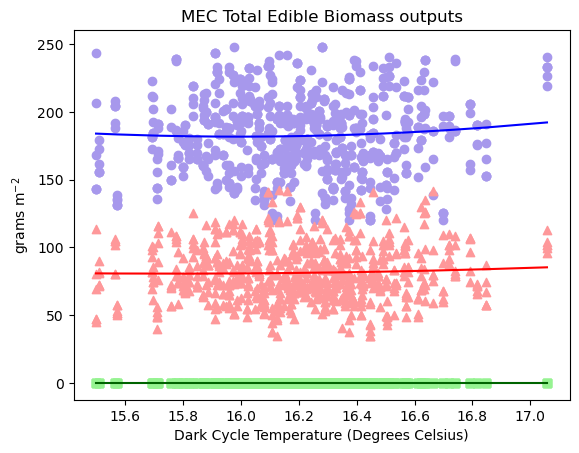 MEC Total Edible Biomass outputs
grams m⁻²
250
200
150
100
50
0
15.6 15.8 16.0 16.2 16.4 16.6 16.8 17.0
Dark Cycle Temperature (Degrees Celsius)